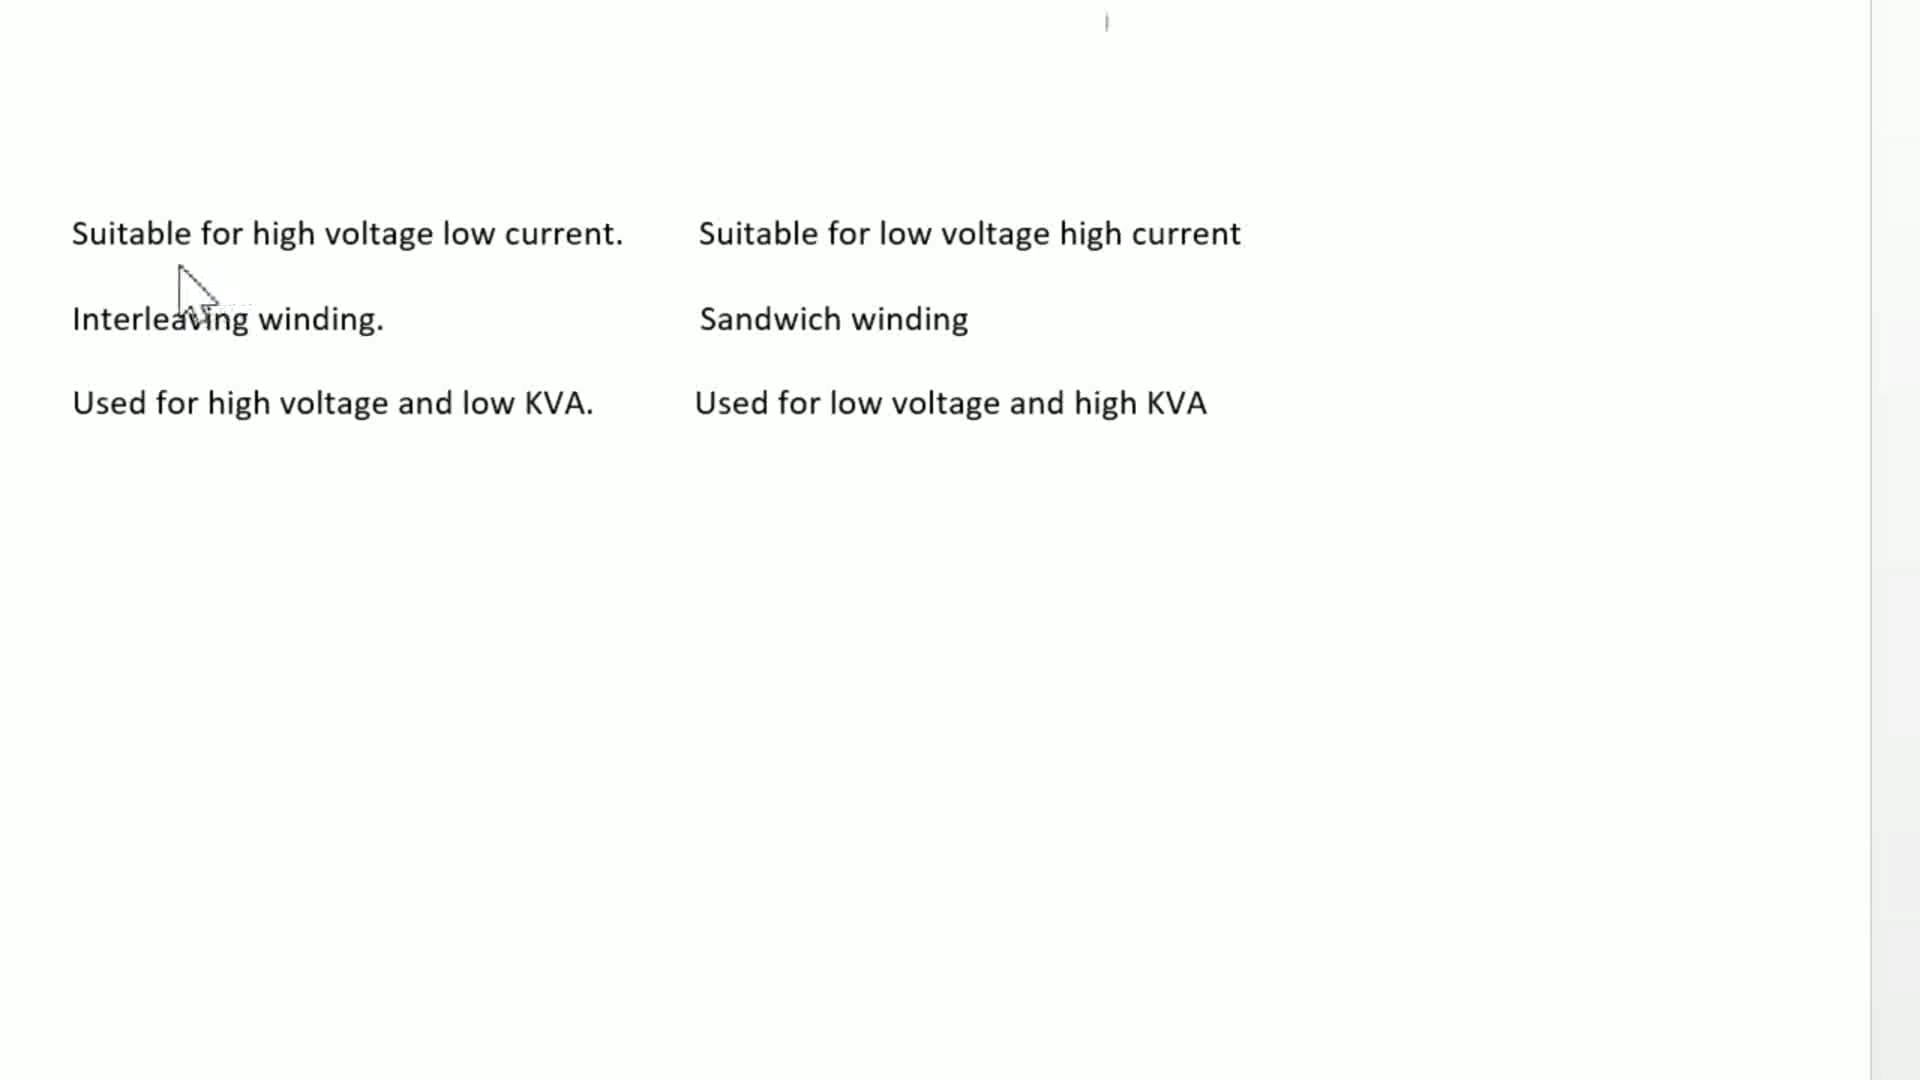 Suitable for high voltage low current. Suitable for low voltage high current
Interleaving winding. Sandwich winding
Used for high voltage and low KVA. Used for low voltage and high KVA